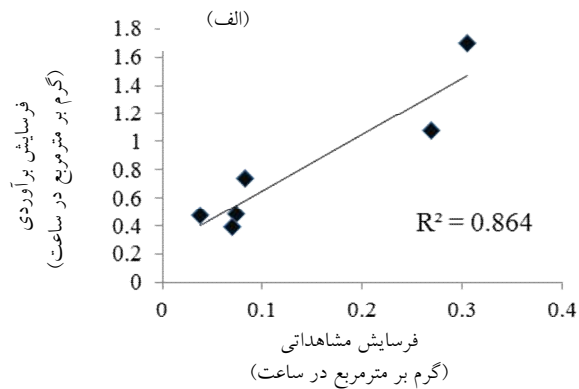 (الف)
1.8
1.6
1.4
1.2
1
0.8
0.6
0.4
0.2
0
فرسایش برآوردی
(گرم بر مترمربع در ساعت)
R² = 0.864
0
0.1
0.2
0.3
0.4
فرسایش مشاهداتی
(گرم بر مترمربع در ساعت)